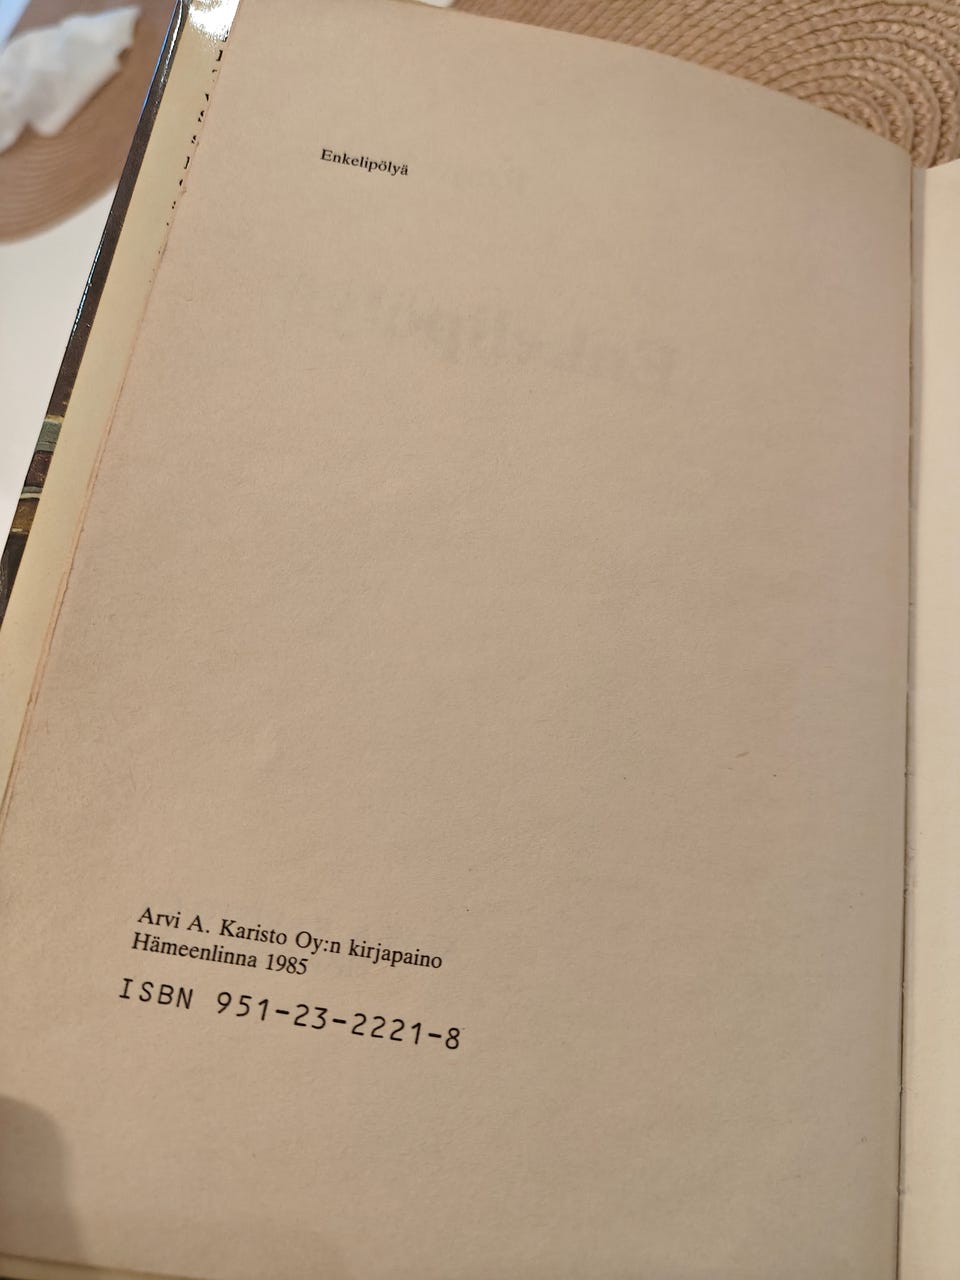 Enkelipölyä
Arvi A. Karisto Oy:n kirjapaino
Hämeenlinna 1985
ISBN 951-23-2221-8